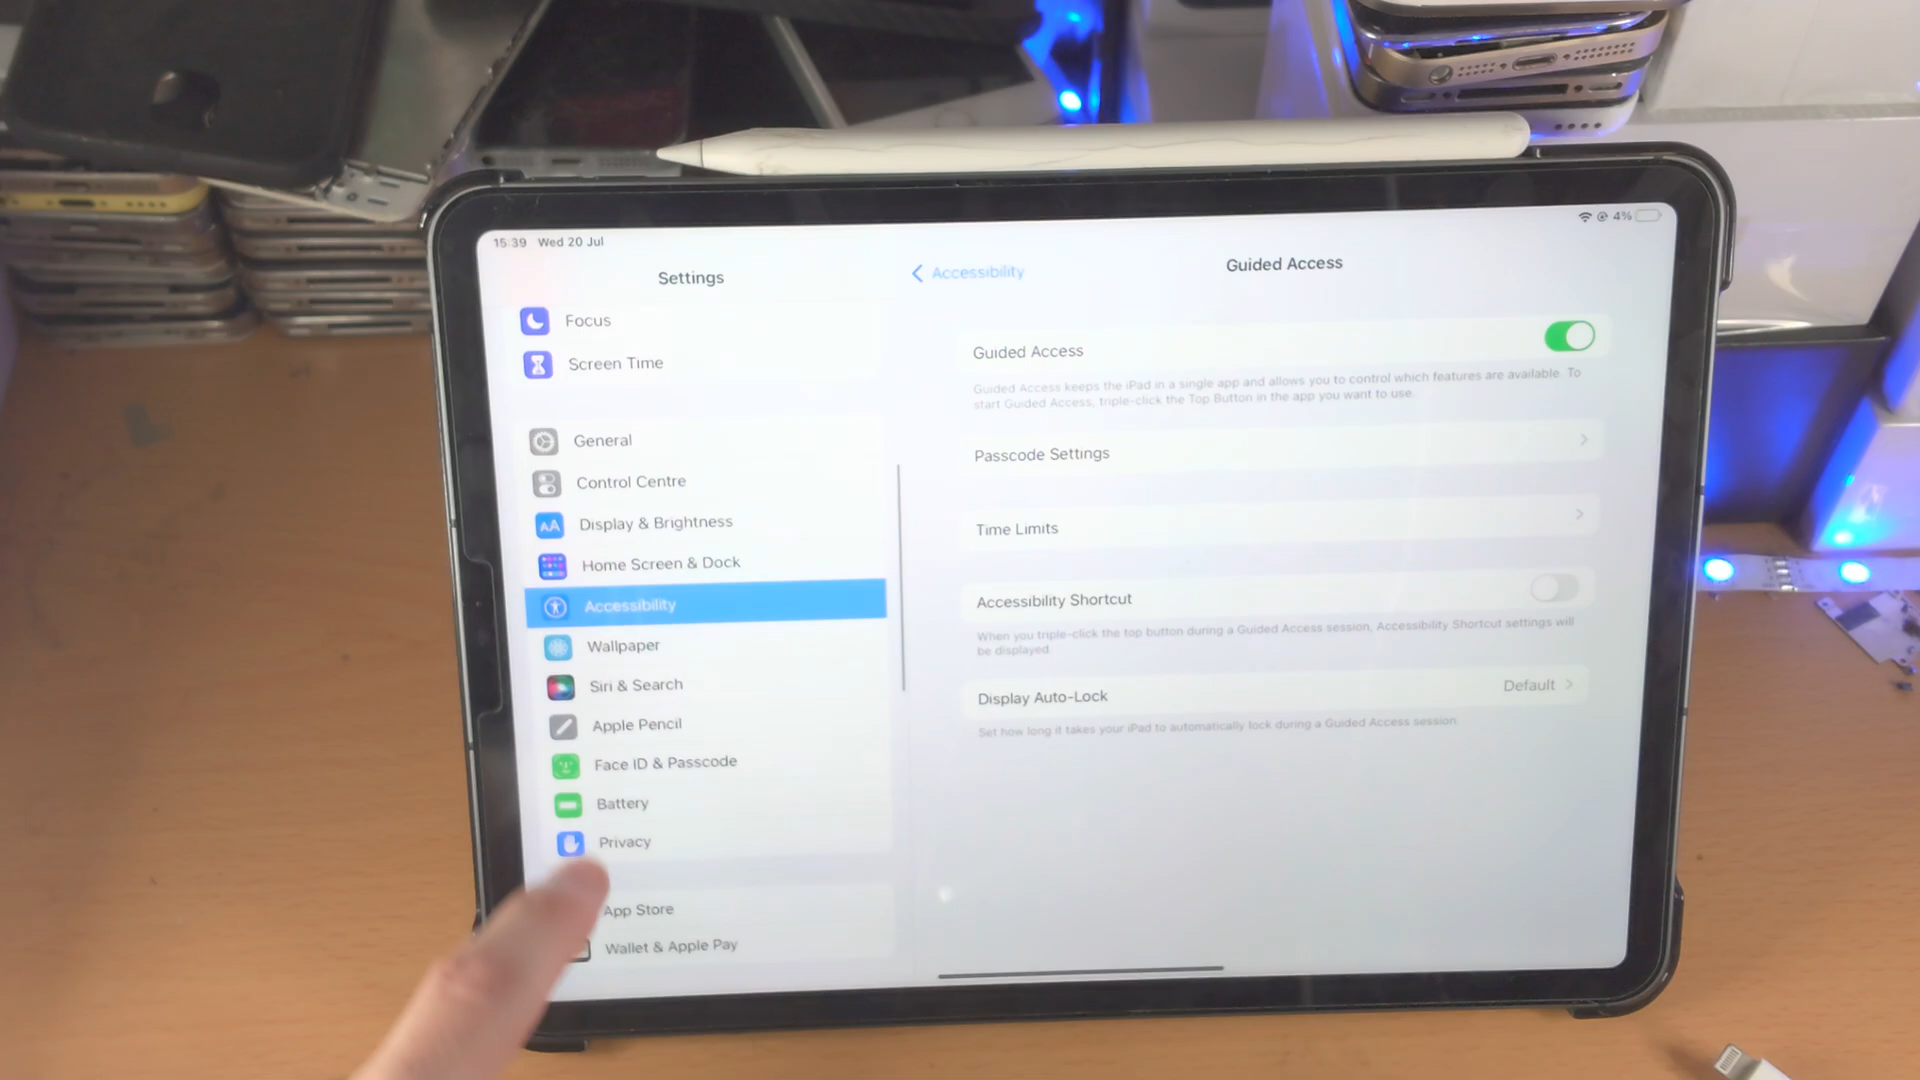 15:39 Wed 20 Jul
4%
Settings
Focus
Screen Time
General
Control Centre
AA Display & Brightness
Home Screen & Dock
Accessibility
Wallpaper
Siri & Search
Apple Pencil
Face ID & Passcode
Battery
Privacy
App Store
Wallet & Apple Pay
Accessibility
Guided Access
Guided Access
Guided Access keeps the iPad in a single app and allows you to control which features are available. To
start Guided Access, triple-click the Top Button in the app you want to use.
Passcode Settings
Time Limits
Accessibility Shortcut
When you triple-click the top button during a Guided Access session, Accessibility Shortcut settings will
be displayed.
Display Auto-Lock
Default
Set how long it takes your iPad to automatically lock during a Guided Access session.